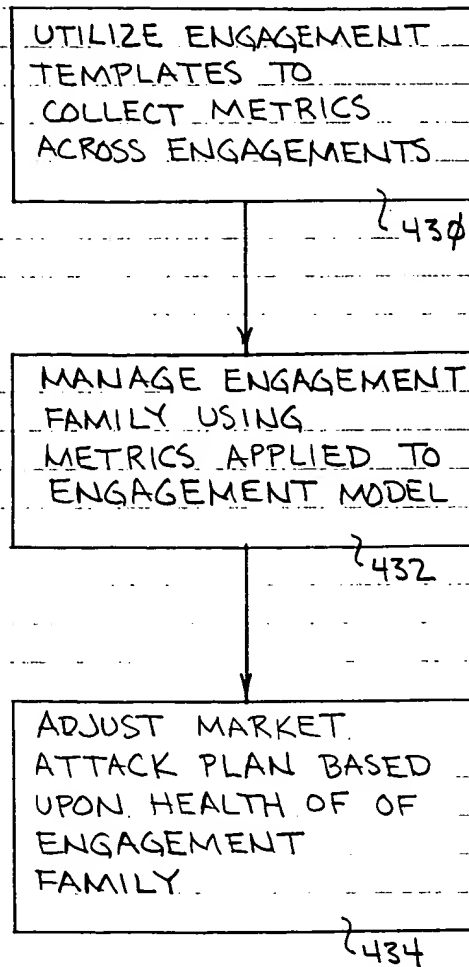 UTILIZE ENGAGEMENT
TEMPLATES TO
COLLECT METRICS
ACROSS ENGAGEMENTS
430
MANAGE ENGAGEMENT
FAMILY USING
METRICS APPLIED TO
ENGAGEMENT MODEL
432
ADJUST MARKET
ATTACK PLAN BASED
UPON HEALTH OF OF
ENGAGEMENT
FAMILY
434